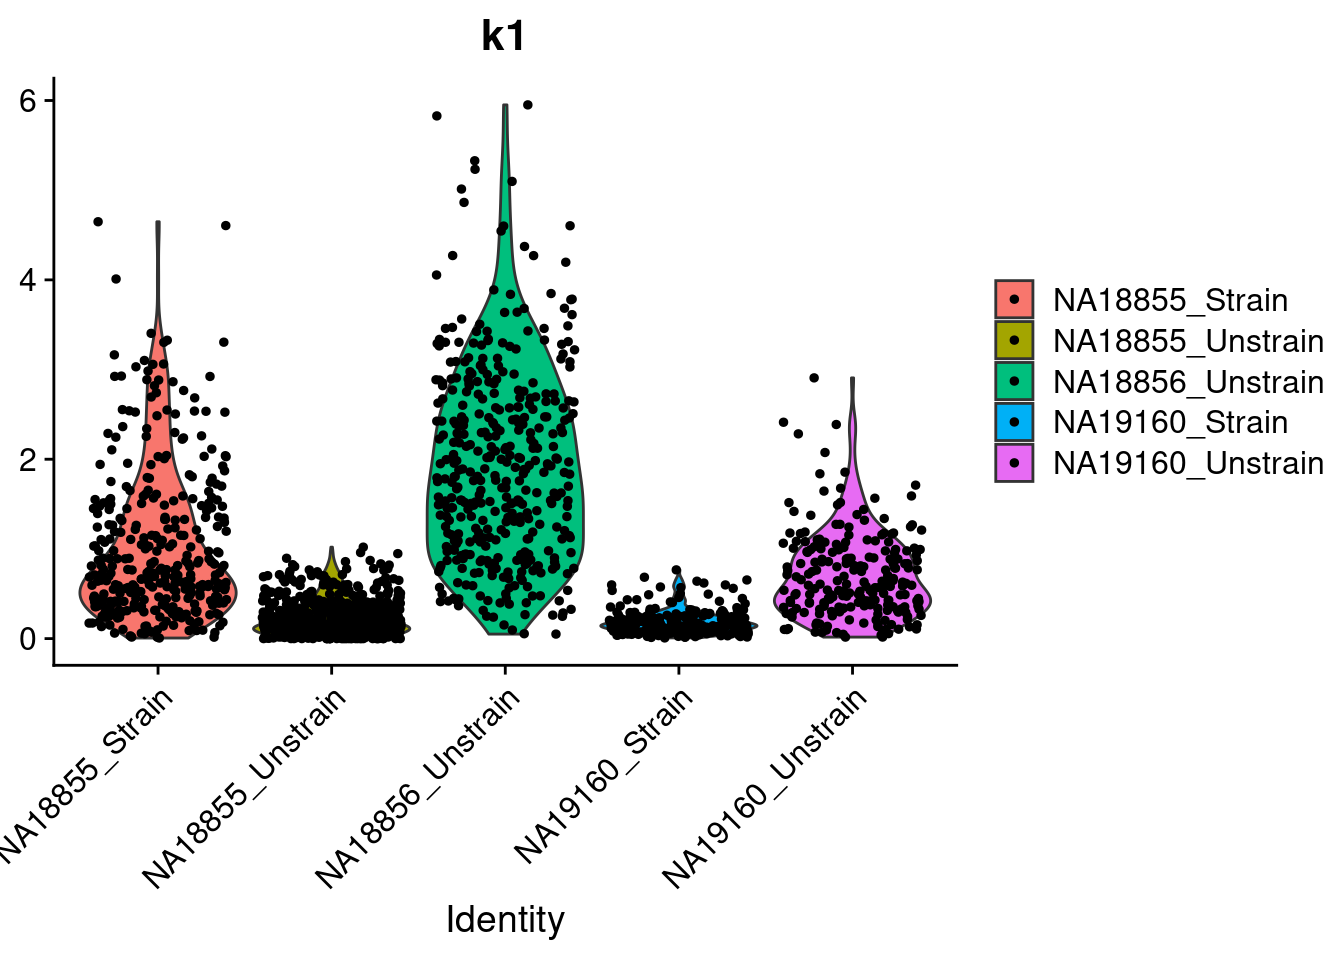 k1
6
4
2
0
NA18855_Strain
NA18855_Unstrain
NA18856_Unstrain
NA19160_Strain
NA19160_Unstrain
Identity
NA18855_Strain
NA18855_Unstrain
NA18856_Unstrain
NA19160_Strain
NA19160_Unstrain